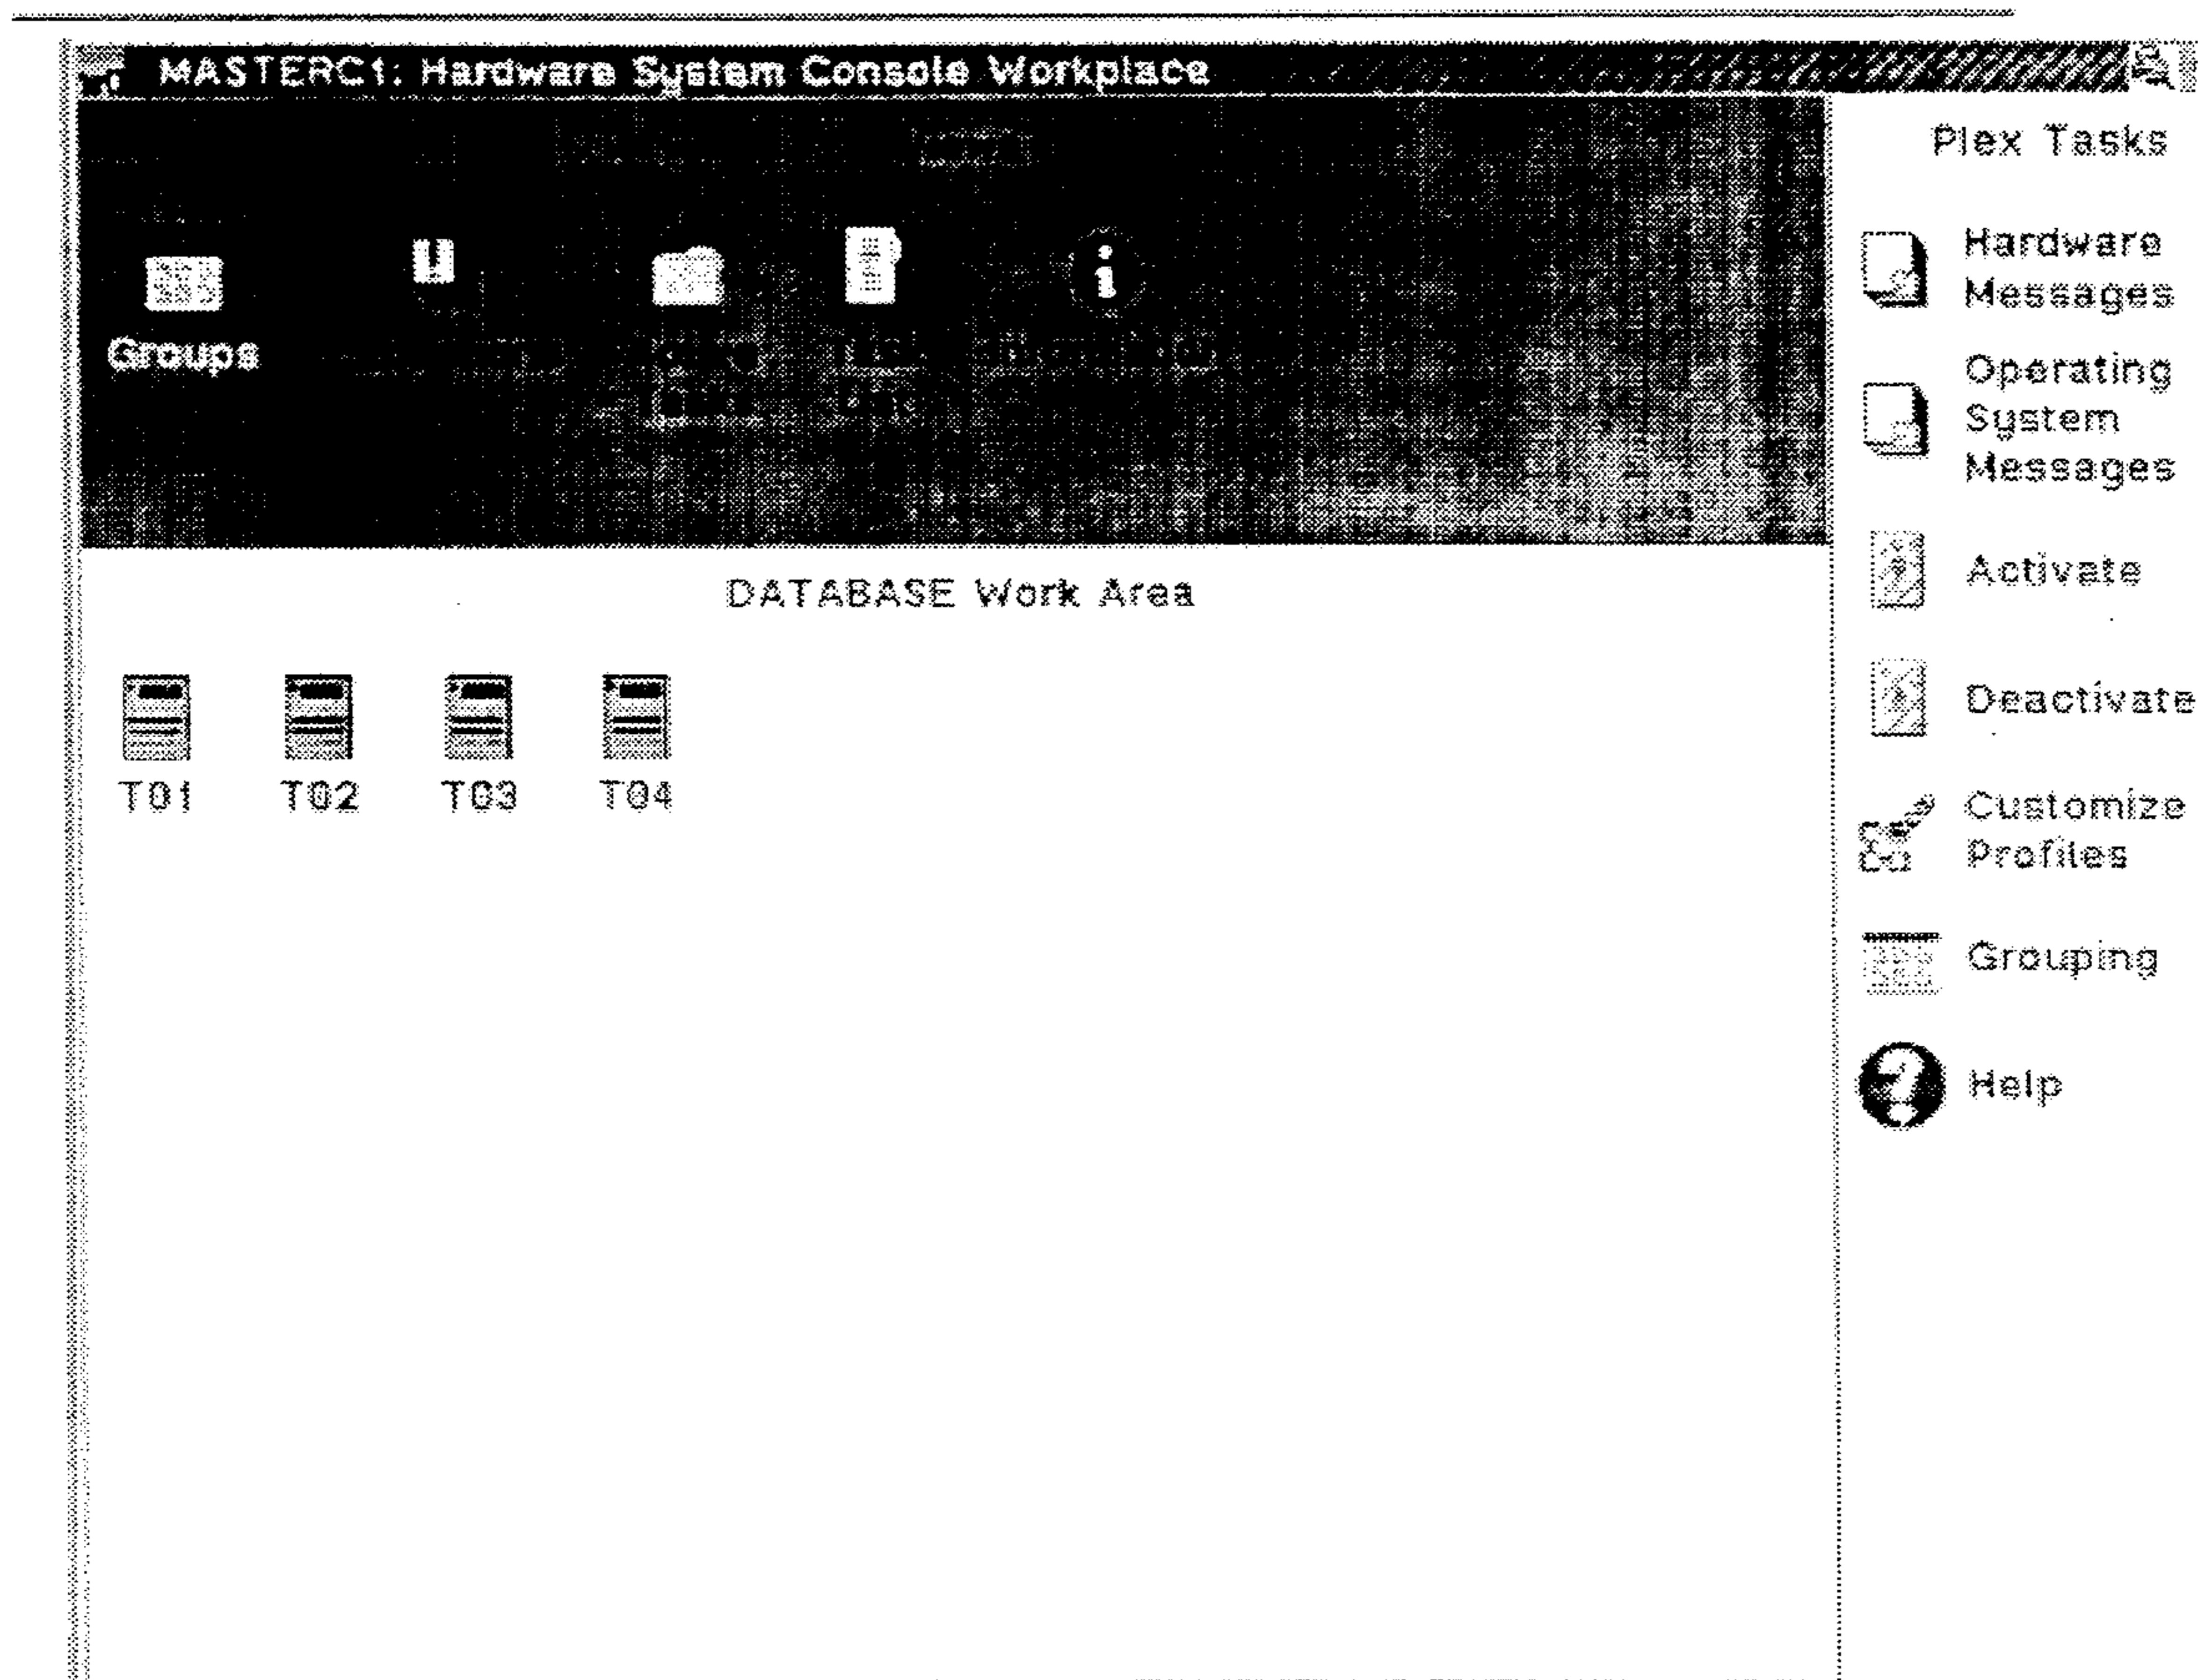 MASTERC1: Hardware System Console Workplace
Groups
DATABASE Work Area
T01 T02 T03 T04
Plex Tasks
Hardware
Messages
Operating
System
Messages
Activate
Deactivate
Customize
Profiles
Grouping
Help